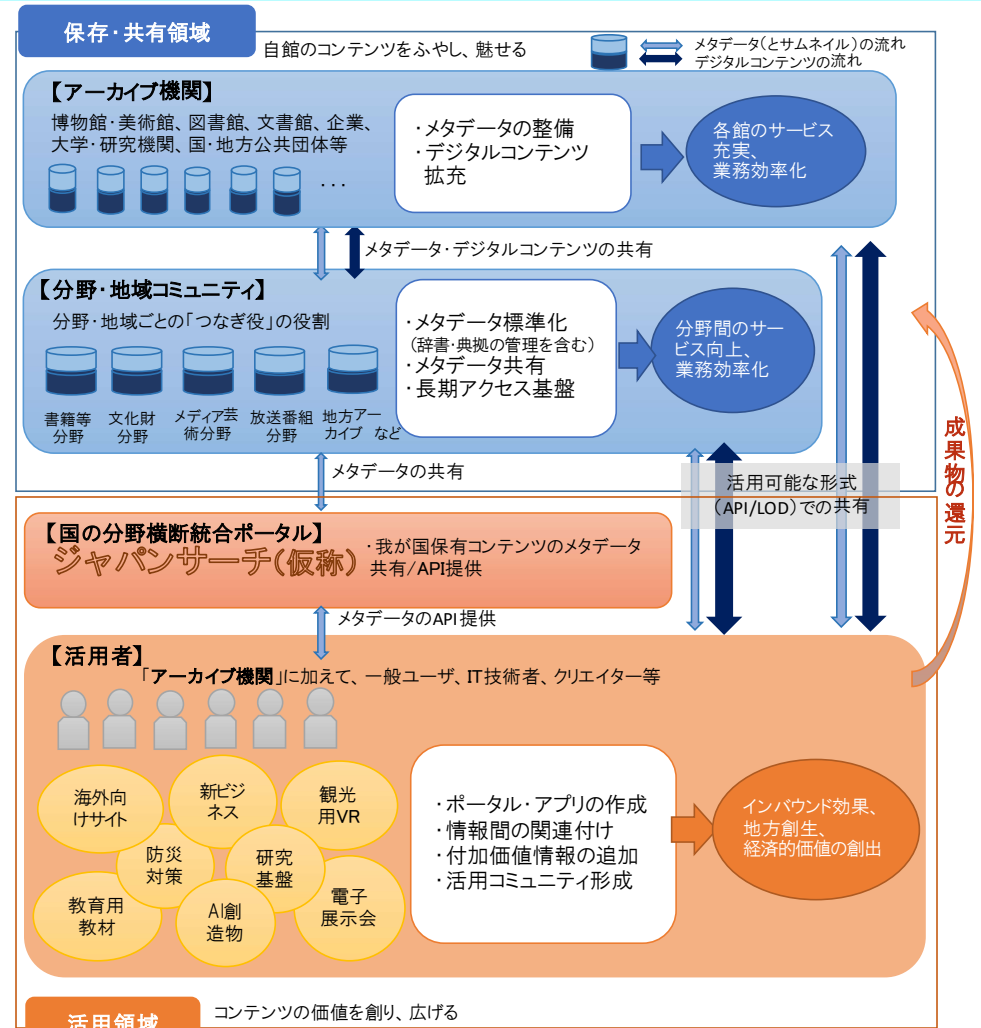 保存・共有領域
自館のコンテンツをふやし、魅せる
メタデータ(とサムネイル)の流れ
デジタルコンテンツの流れ
【アーカイブ機関】
博物館・美術館、図書館、文書館、企業、
大学・研究機関、国・地方公共団体等
・・・
・メタデータの整備
・デジタルコンテンツ
拡充
各館のサービス
充実、
業務効率化
メタデータ・デジタルコンテンツの共有
【分野・地域コミュニティ】
分野・地域ごとの「つなぎ役」の役割
書籍等
分野
文化財
分野
メディア芸
術分野
放送番組
分野
地方アー
カイブ など
・メタデータ標準化
(辞書・典拠の管理を含む)
・メタデータ共有
・長期アクセス基盤
分野間のサー
ビス向上、
業務効率化
メタデータの共有
活用可能な形式
(API/LOD)での共有
成果物の還元
【国の分野横断統合ポータル】
ジャパンサーチ(仮称)
・我が国保有コンテンツのメタデータ
共有/API提供
メタデータのAPI提供
【活用者】
「アーカイブ機関」に加えて、一般ユーザ、IT技術者、クリエイター等
海外向
けサイト
新ビジ
ネス
観光
用VR
防災
対策
研究
基盤
教育用
教材
AI創
造物
電子
展示会
・ポータル・アプリの作成
・情報間の関連付け
・付加価値情報の追加
・活用コミュニティ形成
インバウンド効果、
地方創生、
経済的価値の創出
活用領域
コンテンツの価値を創り、広げる